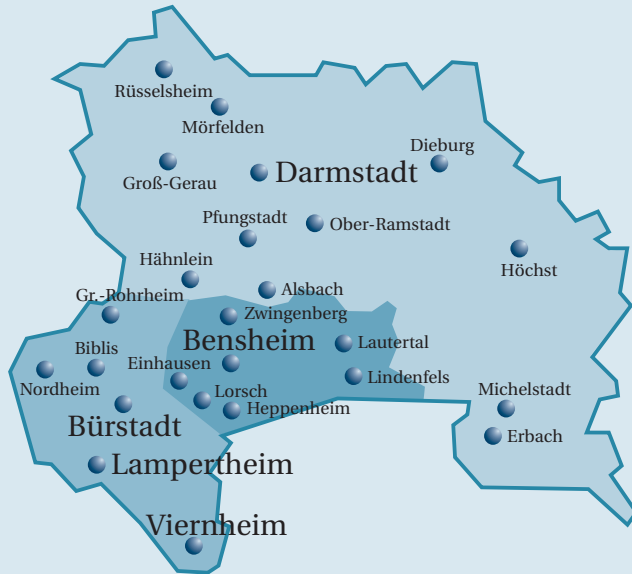 Rüsselsheim
Mörfelden
Dieburg
Groß-Gerau
Darmstadt
Pfungstadt
Ober-Ramstadt
Höchst
Hähnlein
Alsbach
Gr.-Rohrheim
Zwingenberg
Bensheim
Lautertal
Biblis
Einhausen
Nordheim
Lindenfels
Lorsch
Michelstadt
Heppenheim
Bürstadt
Erbach
Lampertheim
Viernheim